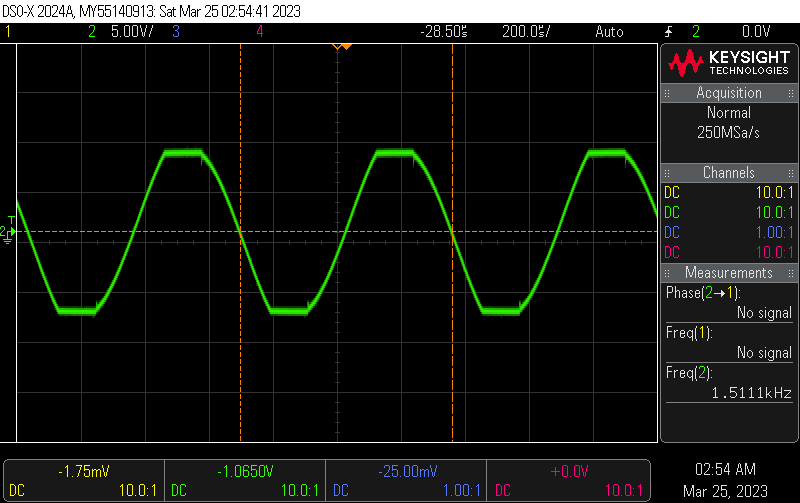 DSO-X 2024A, MY55140913: Sat Mar 25 02:54:41 2023
1 2 5.00V/ 3 4 -28.50µs 200.0s/ Auto 2 0.0V
KEYSIGHT
TECHNOLOGIES
Acquisition
Normal
250MSa/s
Channels
DC 10.0:1
DC 10.0:1
DC 1.00:1
DC 10.0:1
Measurements
Phase(2→1):
No signal
Freq(1):
No signal
Freq(2):
1.5111kHz
T
2
-1.75mV
DC 10.0:1
-1.0650V
DC 10.0:1
-25.00mV
DC 1.00:1
+0.0V
DC 10.0:1
02:54 AM
Mar 25, 2023